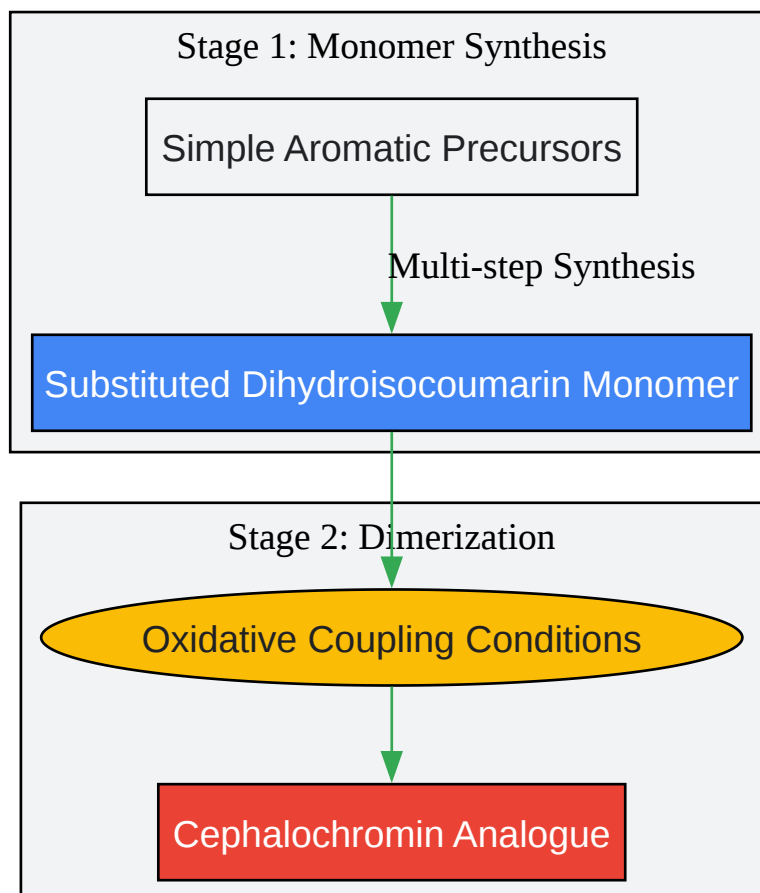 Stage 1: Monomer Synthesis
Simple Aromatic Precursors
Multi-step Synthesis
Substituted Dihydroisocoumarin Monomer
Stage 2: Dimerization
Oxidative Coupling Conditions
Cephalochromin Analogue